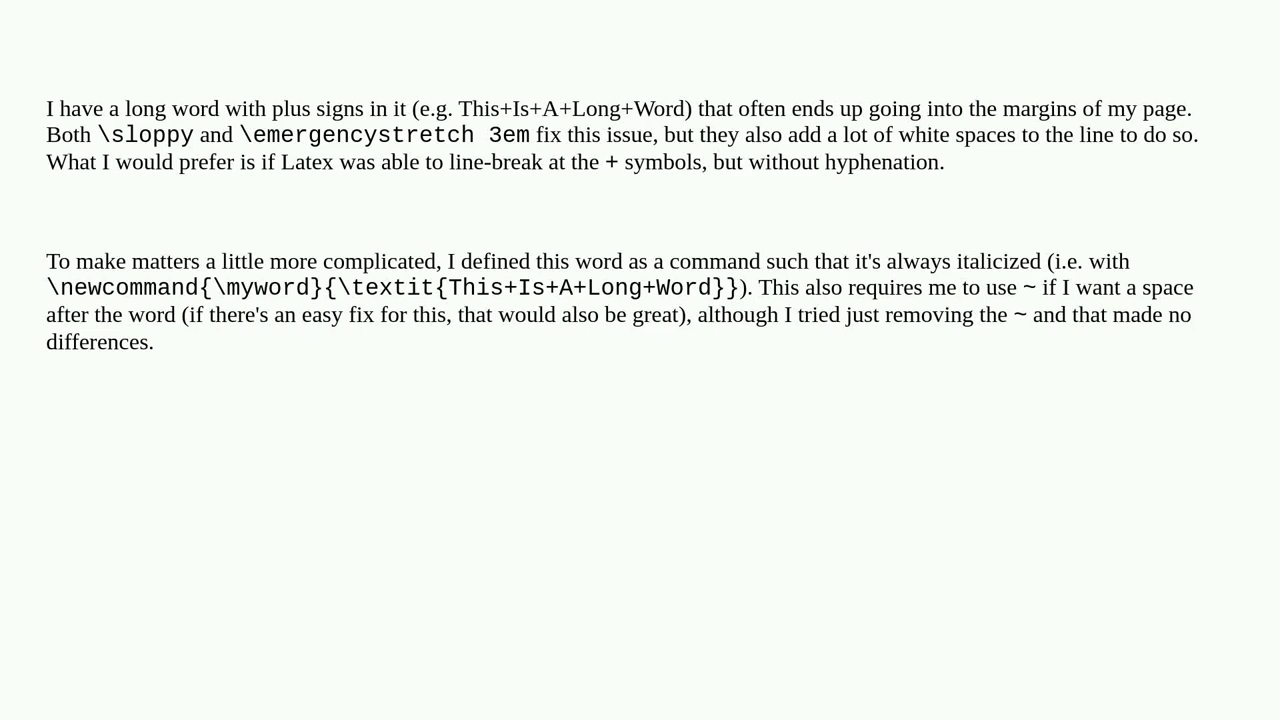 I have a long word with plus signs in it (e.g. This+Is+A+Long+Word) that often ends up going into the margins of my page.
Both \sloppy and \emergencystretch 3em fix this issue, but they also add a lot of white spaces to the line to do so.
What I would prefer is if Latex was able to line-break at the + symbols, but without hyphenation.
To make matters a little more complicated, I defined this word as a command such that it's always italicized (i.e. with
\newcommand{\myword}{\textit{This+Is+A+Long+Word}}). This also requires me to use ~ if I want a space
after the word (if there's an easy fix for this, that would also be great), although I tried just removing the ~ and that made no
differences.